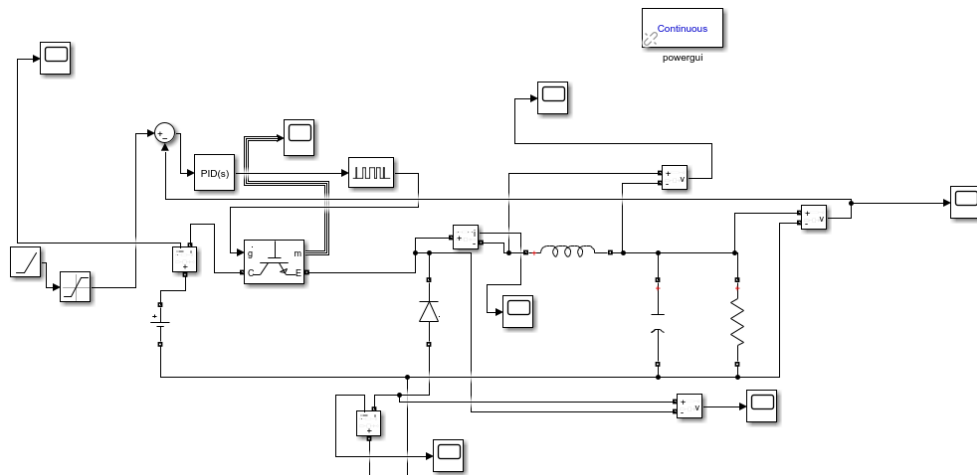 Continuous
powergui
+
−
PID(s)
+
-
v
+
-
v
g
m
C
E
+
-
i
+
+
+
-
v
+